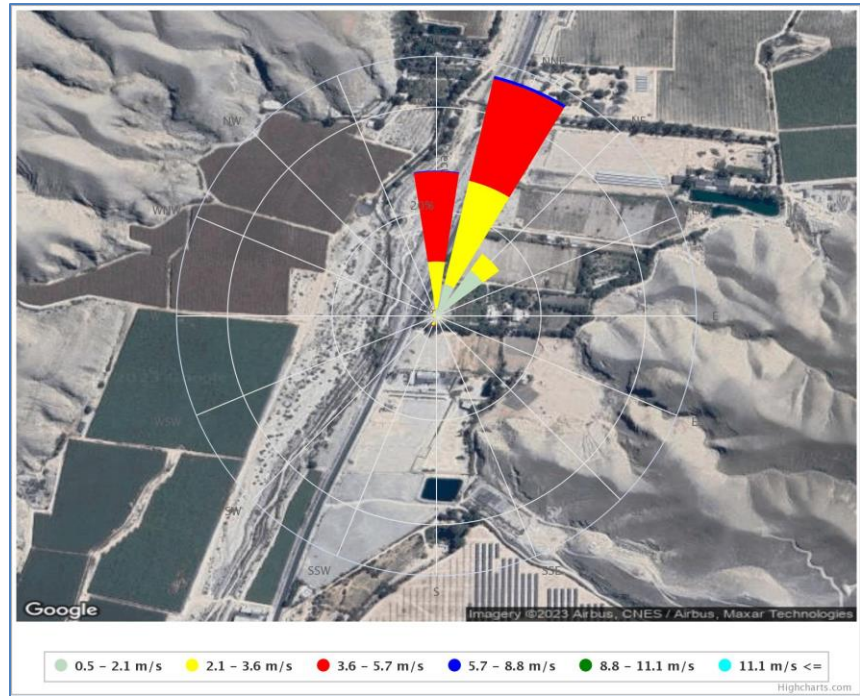 NNE
NW
NE
WNW
20%
E
WSW
SW
SSW
SSE
S
Google
Imagery ©2023 Airbus, CNES / Airbus, Maxar Technologies
0.5 – 2.1 m/s
2.1 – 3.6 m/s
3.6 – 5.7 m/s
5.7 – 8.8 m/s
8.8 – 11.1 m/s
11.1 m/s <=
Highcharts.com